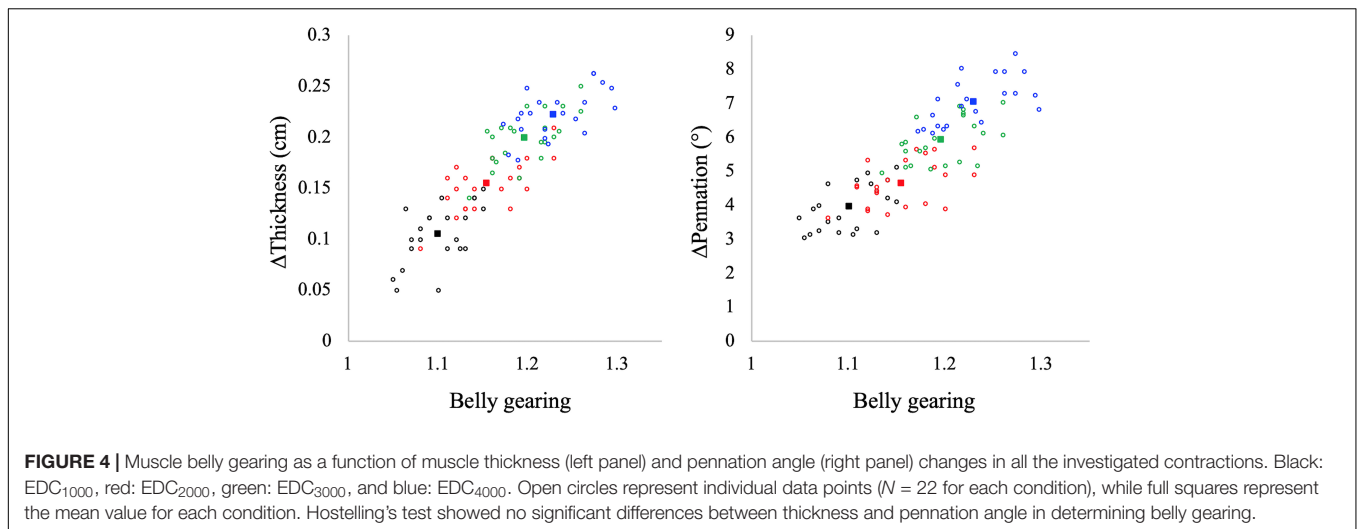 0.3
0.25
0.2
0.15
0.1
0.05
0
ΔThickness (cm)
1 1.1 1.2 1.3
Belly gearing
9
8
7
6
5
4
3
2
1
0
ΔPennation (°)
1 1.1 1.2 1.3
Belly gearing
FIGURE 4 | Muscle belly gearing as a function of muscle thickness (left panel) and pennation angle (right panel) changes in all the investigated contractions. Black:
EDC1000, red: EDC2000, green: EDC3000, and blue: EDC4000. Open circles represent individual data points (N = 22 for each condition), while full squares represent
the mean value for each condition. Hostelling's test showed no significant differences between thickness and pennation angle in determining belly gearing.